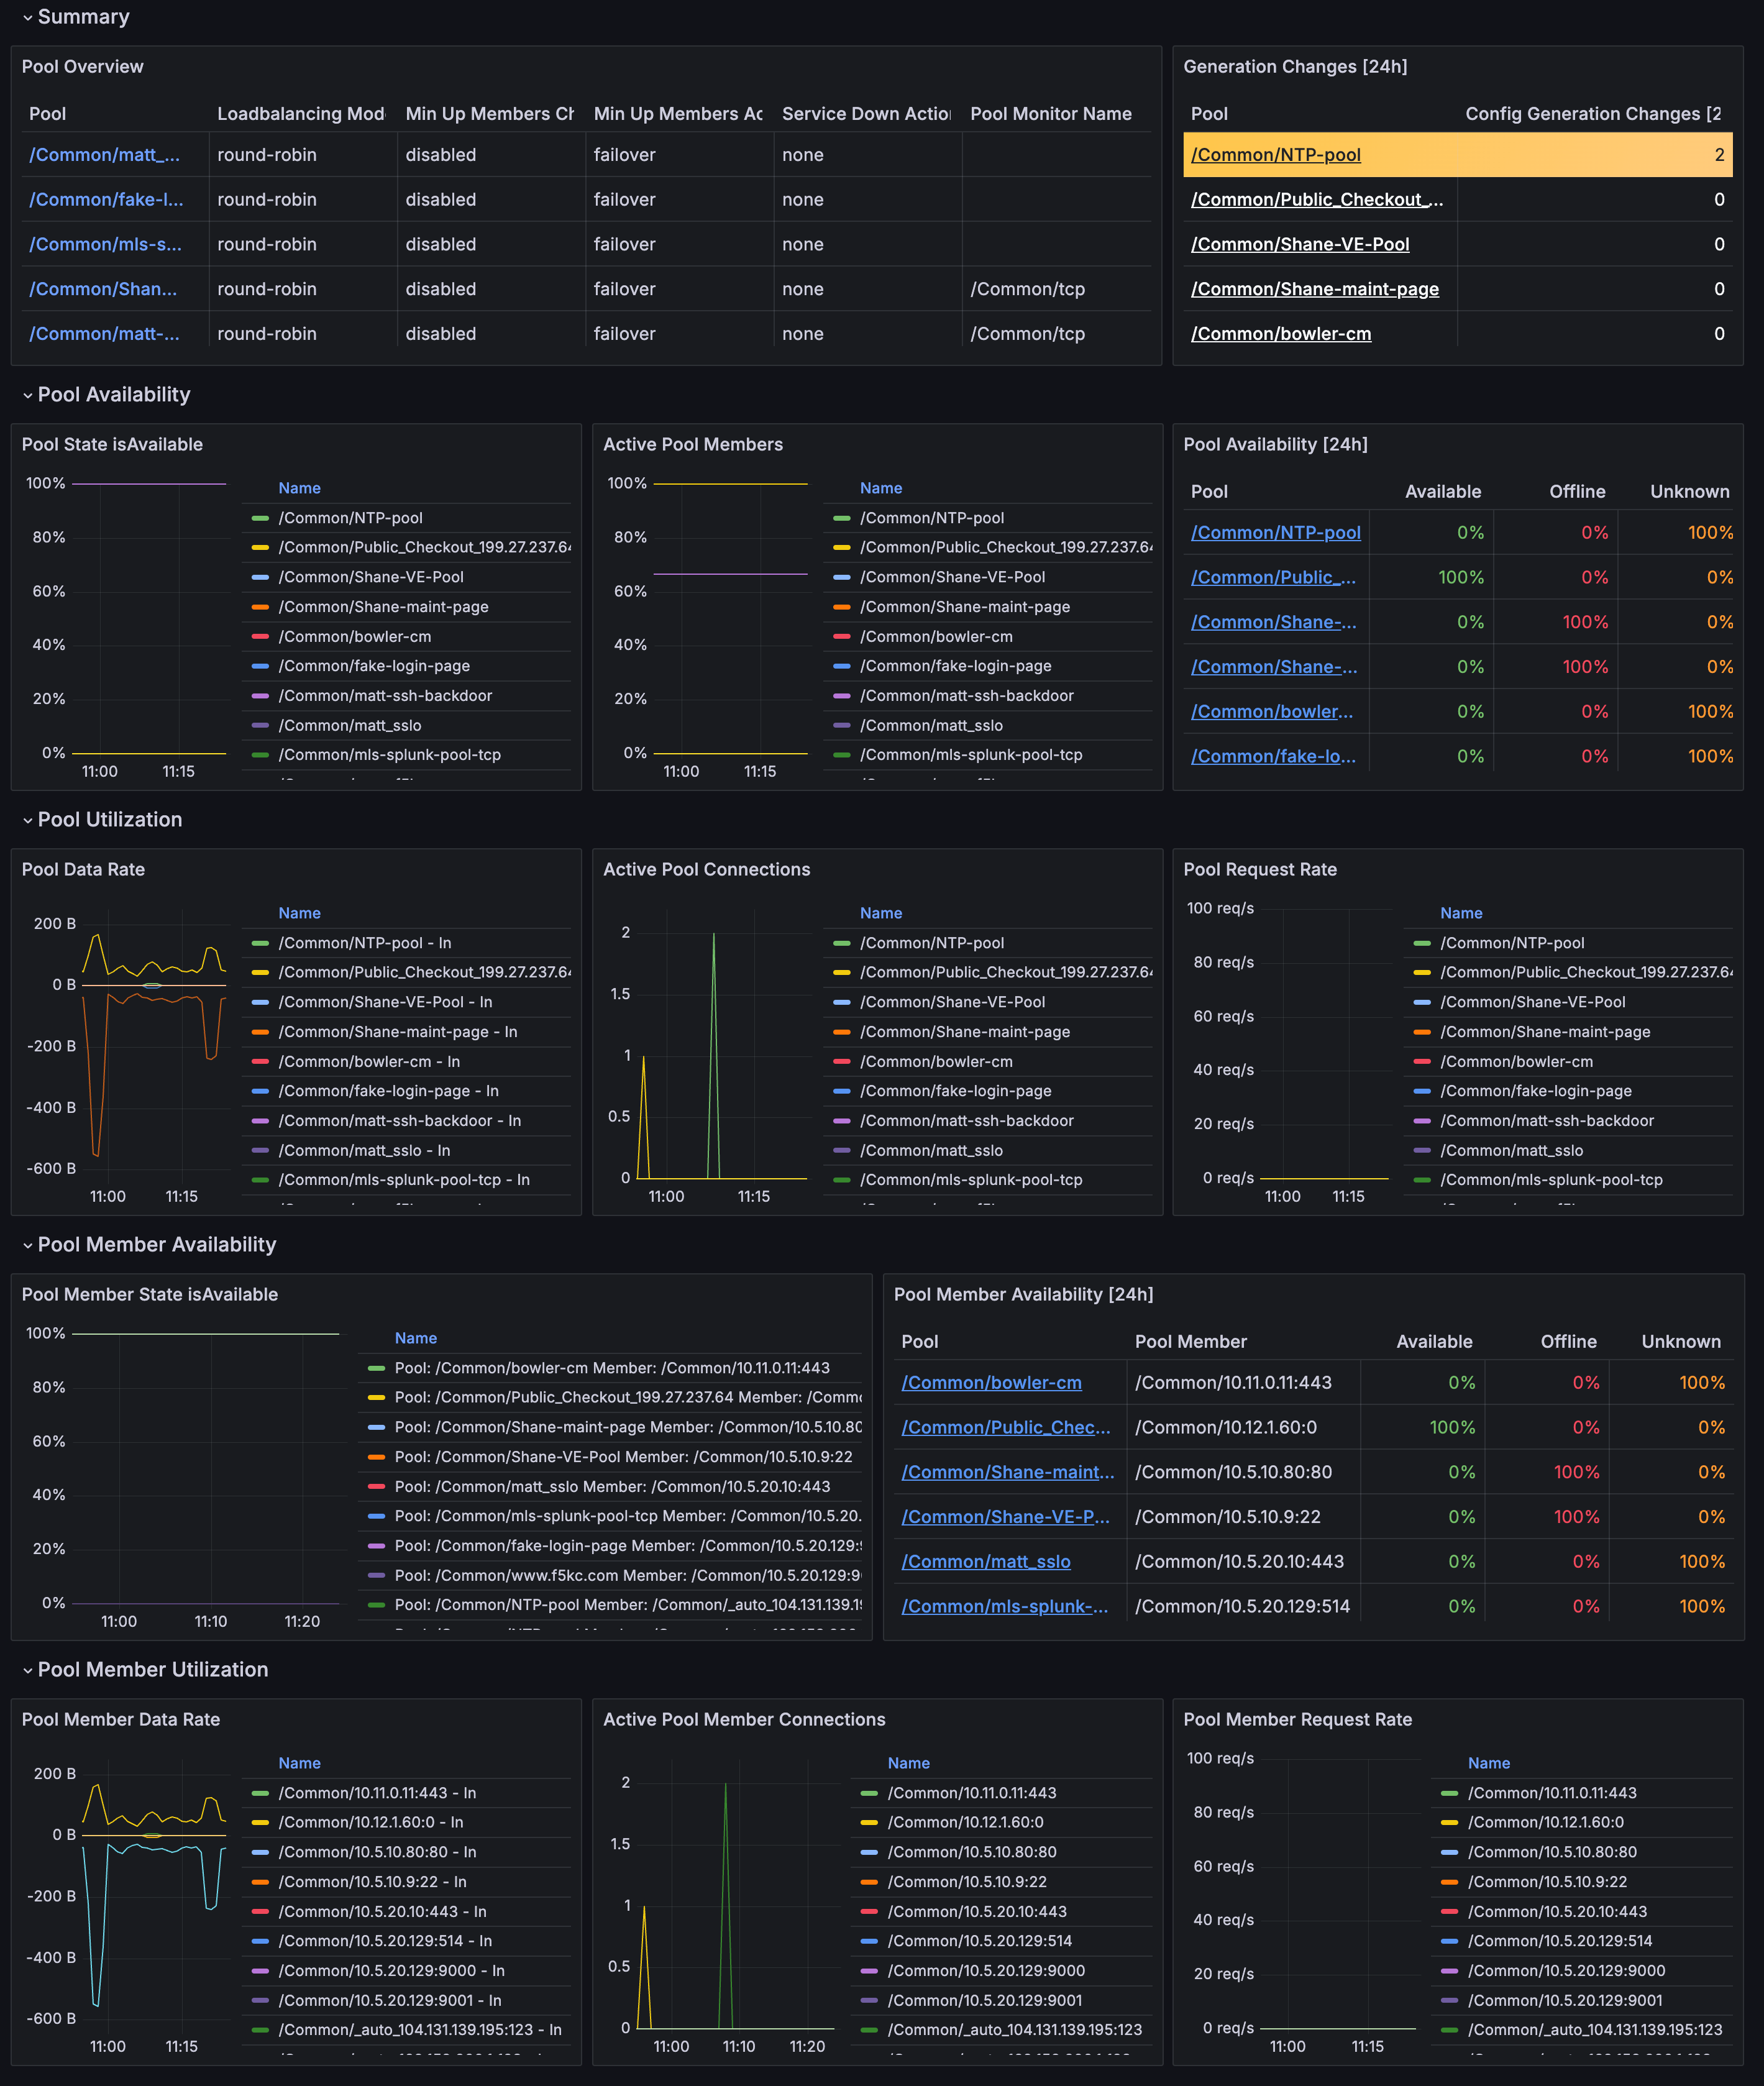 Summary
Pool Overview
Pool Loadbalancing Mod Min Up Members Ch Min Up Members Ac Service Down Actio Pool Monitor Name
/Common/matt_... round-robin disabled failover none
/Common/fake-l... round-robin disabled failover none
/Common/mls-s... round-robin disabled failover none
/Common/Shan... round-robin disabled failover none /Common/tcp
/Common/matt-... round-robin disabled failover none /Common/tcp
Generation Changes [24h]
Pool Config Generation Changes [2
/Common/NTP-pool 2
/Common/Public_Checkout_... 0
/Common/Shane-VE-Pool 0
/Common/Shane-maint-page 0
/Common/bowler-cm 0
Pool Availability
Pool State isAvailable
100%
80%
60%
40%
20%
0%
11:00 11:15
Name
/Common/NTP-pool
/Common/Public_Checkout_199.27.237.64
/Common/Shane-VE-Pool
/Common/Shane-maint-page
/Common/bowler-cm
/Common/fake-login-page
/Common/matt-ssh-backdoor
/Common/matt_sslo
/Common/mls-splunk-pool-tcp
Active Pool Members
100%
80%
60%
40%
20%
0%
11:00 11:15
Name
/Common/NTP-pool
/Common/Public_Checkout_199.27.237.64
/Common/Shane-VE-Pool
/Common/Shane-maint-page
/Common/bowler-cm
/Common/fake-login-page
/Common/matt-ssh-backdoor
/Common/matt_sslo
/Common/mls-splunk-pool-tcp
Pool Availability [24h]
Pool Available Offline Unknown
/Common/NTP-pool 0% 0% 100%
/Common/Public_... 100% 0% 0%
/Common/Shane-... 0% 100% 0%
/Common/Shane-... 0% 100% 0%
/Common/bowler... 0% 0% 100%
/Common/fake-lo... 0% 0% 100%
Pool Utilization
Pool Data Rate
200 B
0 B
-200 B
-400 B
-600 B
11:00 11:15
Name
/Common/NTP-pool - In
/Common/Public_Checkout_199.27.237.64
/Common/Shane-VE-Pool - In
/Common/Shane-maint-page - In
/Common/bowler-cm - In
/Common/fake-login-page - In
/Common/matt-ssh-backdoor - In
/Common/matt_sslo - In
/Common/mls-splunk-pool-tcp - In
Active Pool Connections
2
1.5
1
0.5
0
11:00 11:15
Name
/Common/NTP-pool
/Common/Public_Checkout_199.27.237.64
/Common/Shane-VE-Pool
/Common/Shane-maint-page
/Common/bowler-cm
/Common/fake-login-page
/Common/matt-ssh-backdoor
/Common/matt_sslo
/Common/mls-splunk-pool-tcp
Pool Request Rate
100 req/s
80 req/s
60 req/s
40 req/s
20 req/s
0 req/s
11:00 11:15
Name
/Common/NTP-pool
/Common/Public_Checkout_199.27.237.64
/Common/Shane-VE-Pool
/Common/Shane-maint-page
/Common/bowler-cm
/Common/fake-login-page
/Common/matt-ssh-backdoor
/Common/matt_sslo
/Common/mls-splunk-pool-tcp
Pool Member Availability
Pool Member State isAvailable
100%
80%
60%
40%
20%
0%
11:00 11:10 11:20
Name
Pool: /Common/bowler-cm Member: /Common/10.11.0.11:443
Pool: /Common/Public_Checkout_199.27.237.64 Member: /Commo
Pool: /Common/Shane-maint-page Member: /Common/10.5.10.80
Pool: /Common/Shane-VE-Pool Member: /Common/10.5.10.9:22
Pool: /Common/matt_sslo Member: /Common/10.5.20.10:443
Pool: /Common/mls-splunk-pool-tcp Member: /Common/10.5.20.
Pool: /Common/fake-login-page Member: /Common/10.5.20.129:9
Pool: /Common/www.f5kc.com Member: /Common/10.5.20.129:9
Pool: /Common/NTP-pool Member: /Common/_auto_104.131.139.19
Pool Member Availability [24h]
Pool Pool Member Available Offline Unknown
/Common/bowler-cm /Common/10.11.0.11:443 0% 0% 100%
/Common/Public_Chec... /Common/10.12.1.60:0 100% 0% 0%
/Common/Shane-maint... /Common/10.5.10.80:80 0% 100% 0%
/Common/Shane-VE-P... /Common/10.5.10.9:22 0% 100% 0%
/Common/matt_sslo /Common/10.5.20.10:443 0% 0% 100%
/Common/mls-splunk-... /Common/10.5.20.129:514 0% 0% 100%
Pool Member Utilization
Pool Member Data Rate
200 B
0 B
-200 B
-400 B
-600 B
11:00 11:15
Name
/Common/10.11.0.11:443 - In
/Common/10.12.1.60:0 - In
/Common/10.5.10.80:80 - In
/Common/10.5.10.9:22 - In
/Common/10.5.20.10:443 - In
/Common/10.5.20.129:514 - In
/Common/10.5.20.129:9000 - In
/Common/10.5.20.129:9001 - In
/Common/_auto_104.131.139.195:123 - In
Active Pool Member Connections
2
1.5
1
0.5
0
11:00 11:10 11:20
Name
/Common/10.11.0.11:443
/Common/10.12.1.60:0
/Common/10.5.10.80:80
/Common/10.5.10.9:22
/Common/10.5.20.10:443
/Common/10.5.20.129:514
/Common/10.5.20.129:9000
/Common/10.5.20.129:9001
/Common/_auto_104.131.139.195:123
Pool Member Request Rate
100 req/s
80 req/s
60 req/s
40 req/s
20 req/s
0 req/s
11:00 11:15
Name
/Common/10.11.0.11:443
/Common/10.12.1.60:0
/Common/10.5.10.80:80
/Common/10.5.10.9:22
/Common/10.5.20.10:443
/Common/10.5.20.129:514
/Common/10.5.20.129:9000
/Common/10.5.20.129:9001
/Common/_auto_104.131.139.195:123